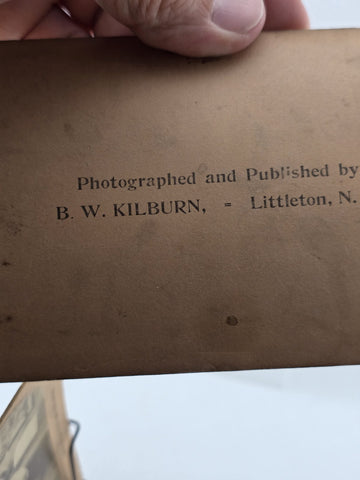 Photographed and Published by
B. W. KILBURN, = Littleton, N.